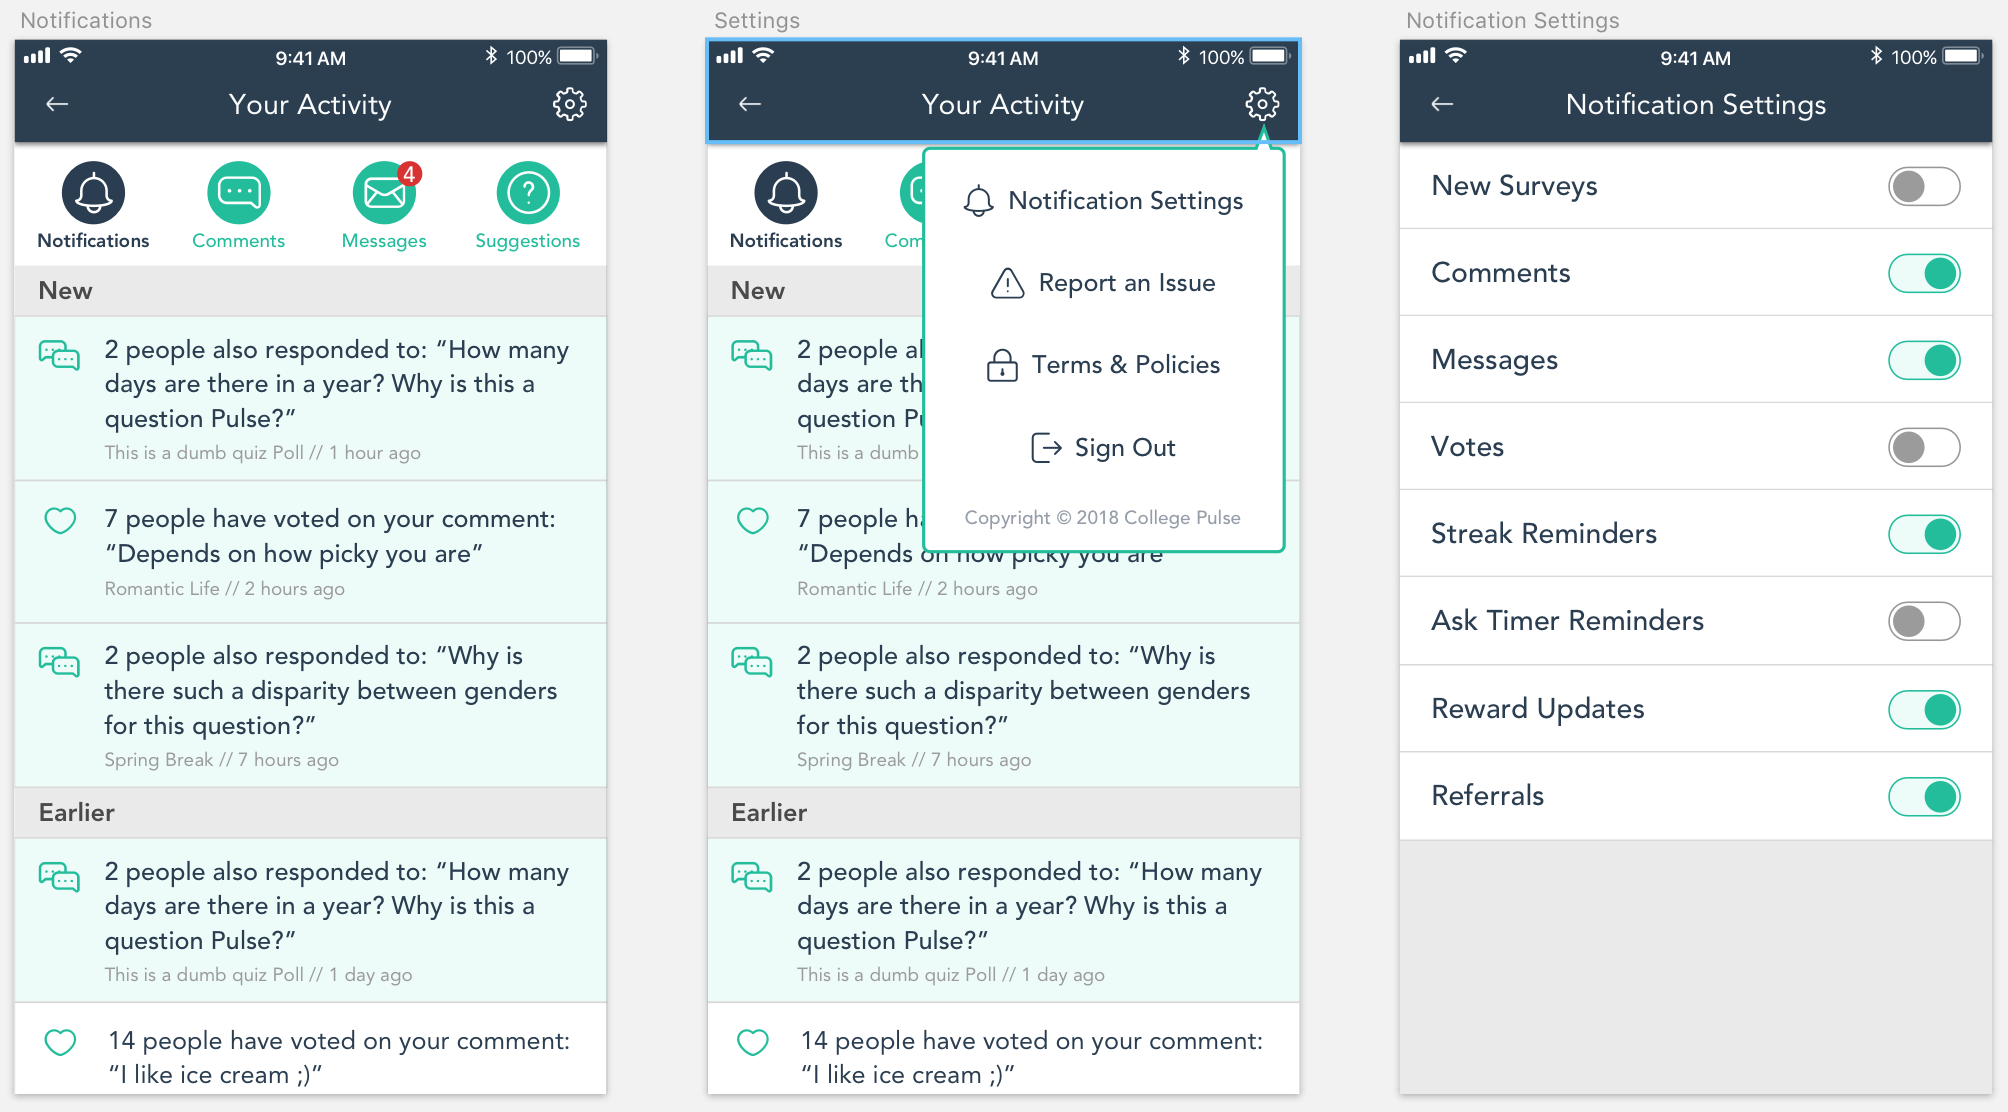 Notifications
9:41 AM
100%
Your Activity
4
Notifications
Comments
Messages
Suggestions
New
2 people also responded to: “How many
days are there in a year? Why is this a
question Pulse?”
This is a dumb quiz Poll // 1 hour ago
7 people have voted on your comment:
“Depends on how picky you are”
Romantic Life // 2 hours ago
2 people also responded to: “Why is
there such a disparity between genders
for this question?”
Spring Break // 7 hours ago
Earlier
2 people also responded to: “How many
days are there in a year? Why is this a
question Pulse?”
This is a dumb quiz Poll // 1 day ago
14 people have voted on your comment:
“I like ice cream ;)”
Settings
9:41 AM
100%
Your Activity
Notifications
Com
Notification Settings
Report an Issue
Terms & Policies
Sign Out
Copyright © 2018 College Pulse
New
2 people al
days are th
question Pu
This is a dumb
7 people ha
“Depends on how picky you are”
Romantic Life // 2 hours ago
2 people also responded to: “Why is
there such a disparity between genders
for this question?”
Spring Break // 7 hours ago
Earlier
2 people also responded to: “How many
days are there in a year? Why is this a
question Pulse?”
This is a dumb quiz Poll // 1 day ago
14 people have voted on your comment:
“I like ice cream ;)”
Notification Settings
9:41 AM
100%
Notification Settings
New Surveys
Comments
Messages
Votes
Streak Reminders
Ask Timer Reminders
Reward Updates
Referrals